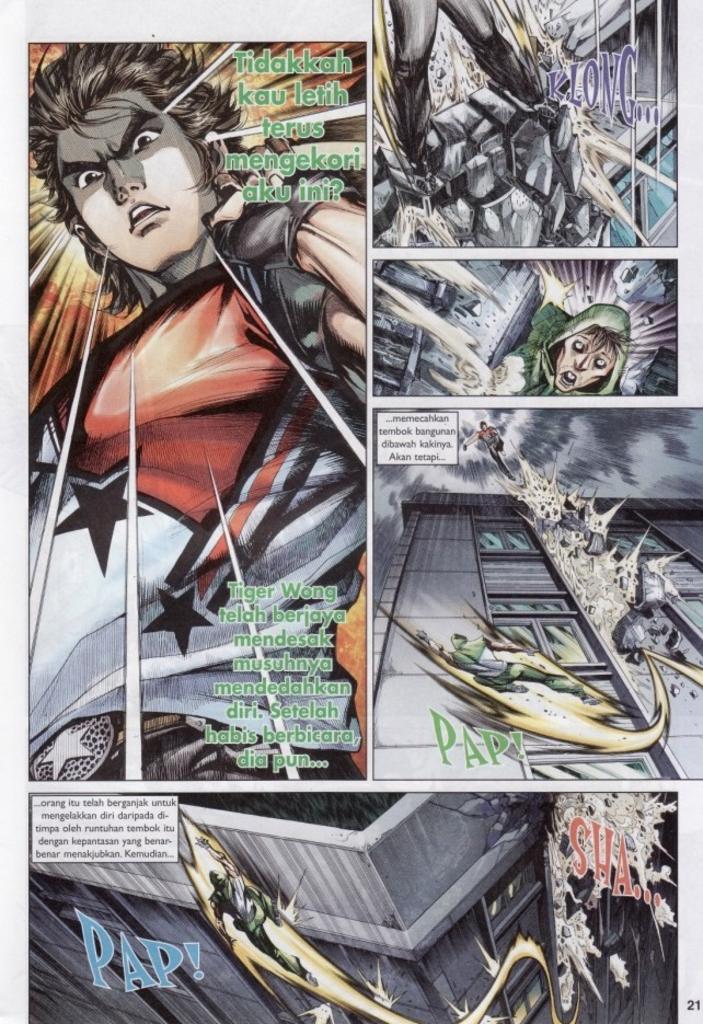 Tidakkah
kau letih
terus
mengekori
aku ini?
Tiger Wong
telah berjaya
mendesak
musuhnya
mendedahkan
diri. Setelah
habis berbicara,
dia pun...
KLONG...
...memecahkan
tembok bangunan
dibawah kakinya.
Akan tetapi...
PAP!
...orang itu telah berganjak untuk
mengelakkan diri daripada di-
timpa oleh runtuhan tembok itu
dengan kepantasan yang benar-
benar menakjubkan. Kemudian...
PAP!
SHA...
21